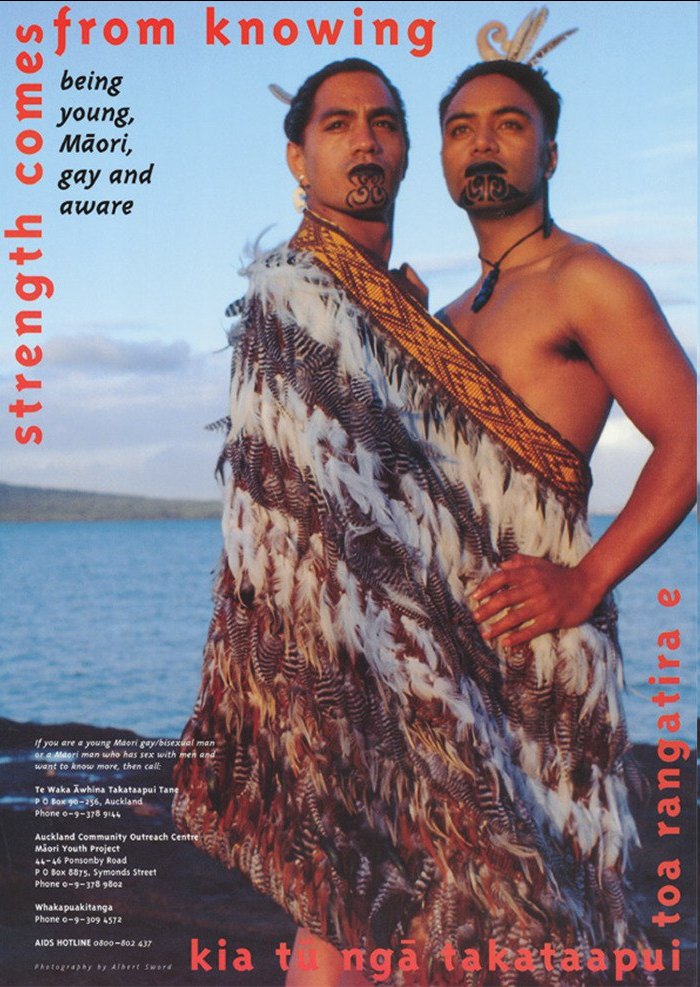 strength comes from knowing
being
young,
Māori,
gay and
aware
If you are a young Māori gay/bisexual man
or a Māori man who has sex with men and
want to know more, then call:
Te Waka Āwhina Takataapui Tane
P O Box 90–256, Auckland
Phone 0–9–378 9144
Auckland Community Outreach Centre
Māori Youth Project
44–46 Ponsonby Road
P O Box 8875, Symonds Street
Phone 0–9–378 9802
Whakapuakitanga
Phone 0–9–309 4572
AIDS HOTLINE 0800–802 437
Photography by Albert Sword
kia tū ngā takataapui
toa rangatira e